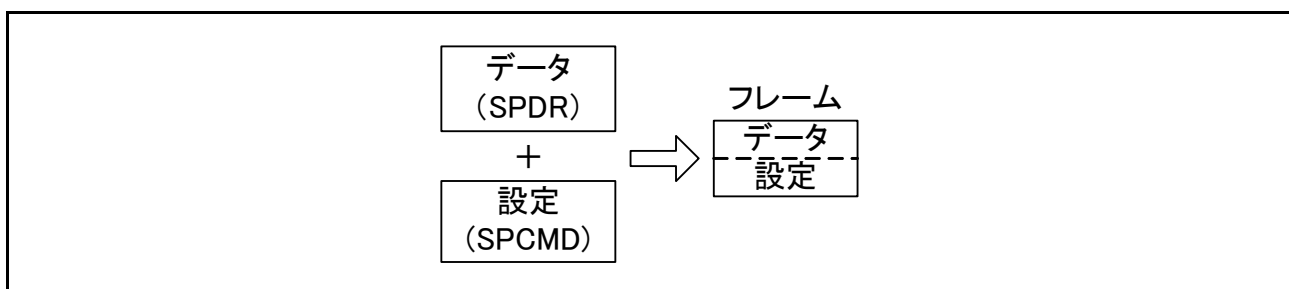 データ
（SPDR）
＋
設定
（SPCMD）
フレーム
データ
設定